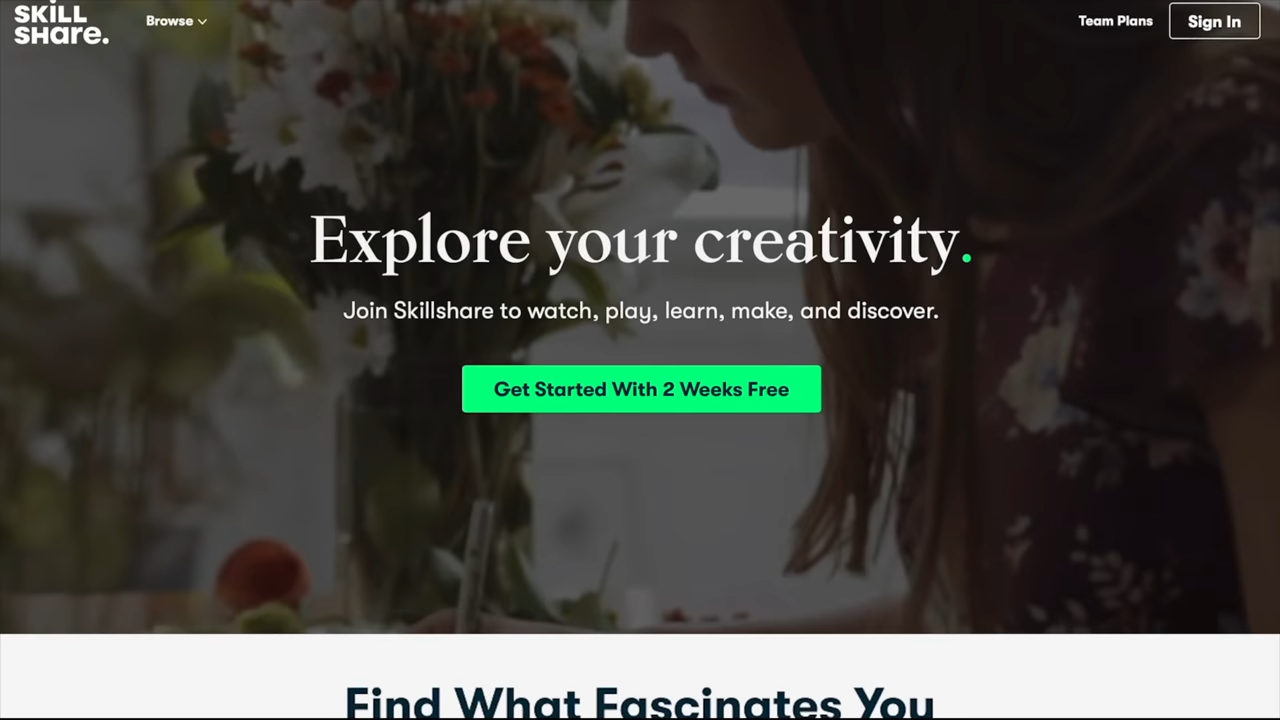 SKiLL
SHare.
Browse
Team Plans
Sign In
Explore your creativity.
Join Skillshare to watch, play, learn, make, and discover.
Get Started With 2 Weeks Free
Find What Fascinates You